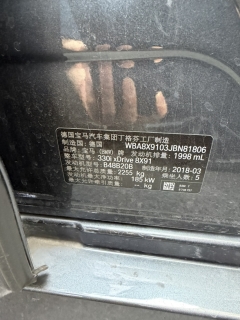 德国宝马汽车集团丁格芬工厂制造
制造国：德国 WBA8X9103JBN81806
品牌：宝马（BMW）牌 发动机排量：1998 mL
整车型号：330i xDrive 8X91
发动机型号：B48B20B 制造年月：2018-03
最大允许总质量：2255 kg 乘坐人数：5
发动机最大净功率：185 kW